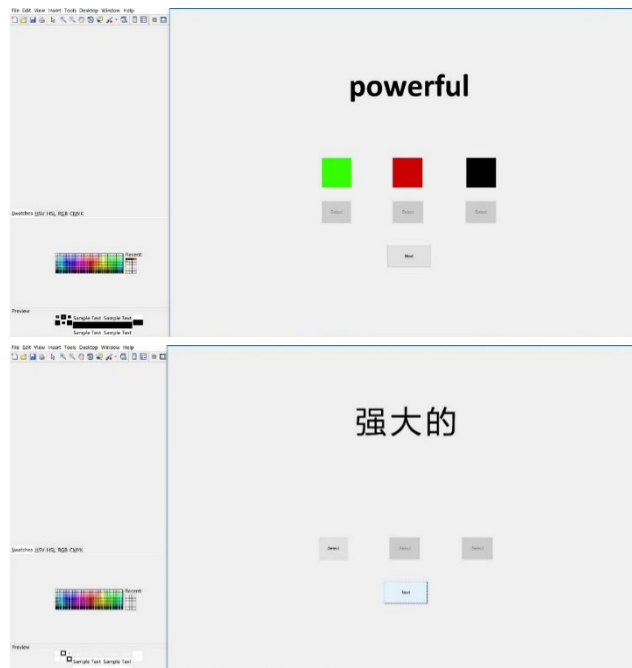 File Edit View Insert Tools Desktop Window Help
powerful
Swatches HSV HSL RGB CMYK
Recent
Select Select Select
Next
Preview
Sample Text Sample Text
Sample Text Sample Text
File Edit View Insert Tools Desktop Window Help
强大的
Select Select Select
Swatches HSV HSL RGB CMYK
Recent
Next
Preview
Sample Text Sample Text